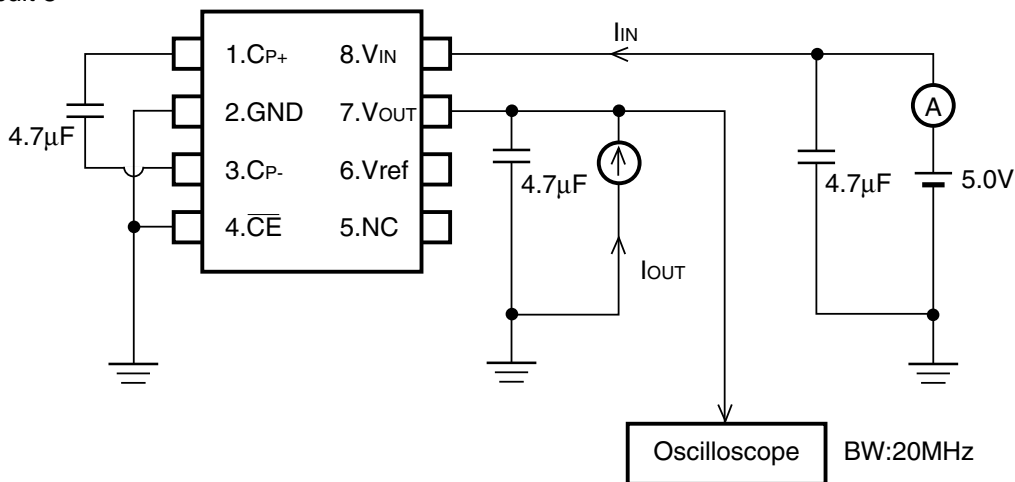 1.CP+ 8.VIN
2.GND 7.VOUT
3.CP- 6.Vref
4.C̅E̅ 5.NC
4.7μF
IIN
A
4.7μF
4.7μF
5.0V
IOUT
Oscilloscope BW:20MHz